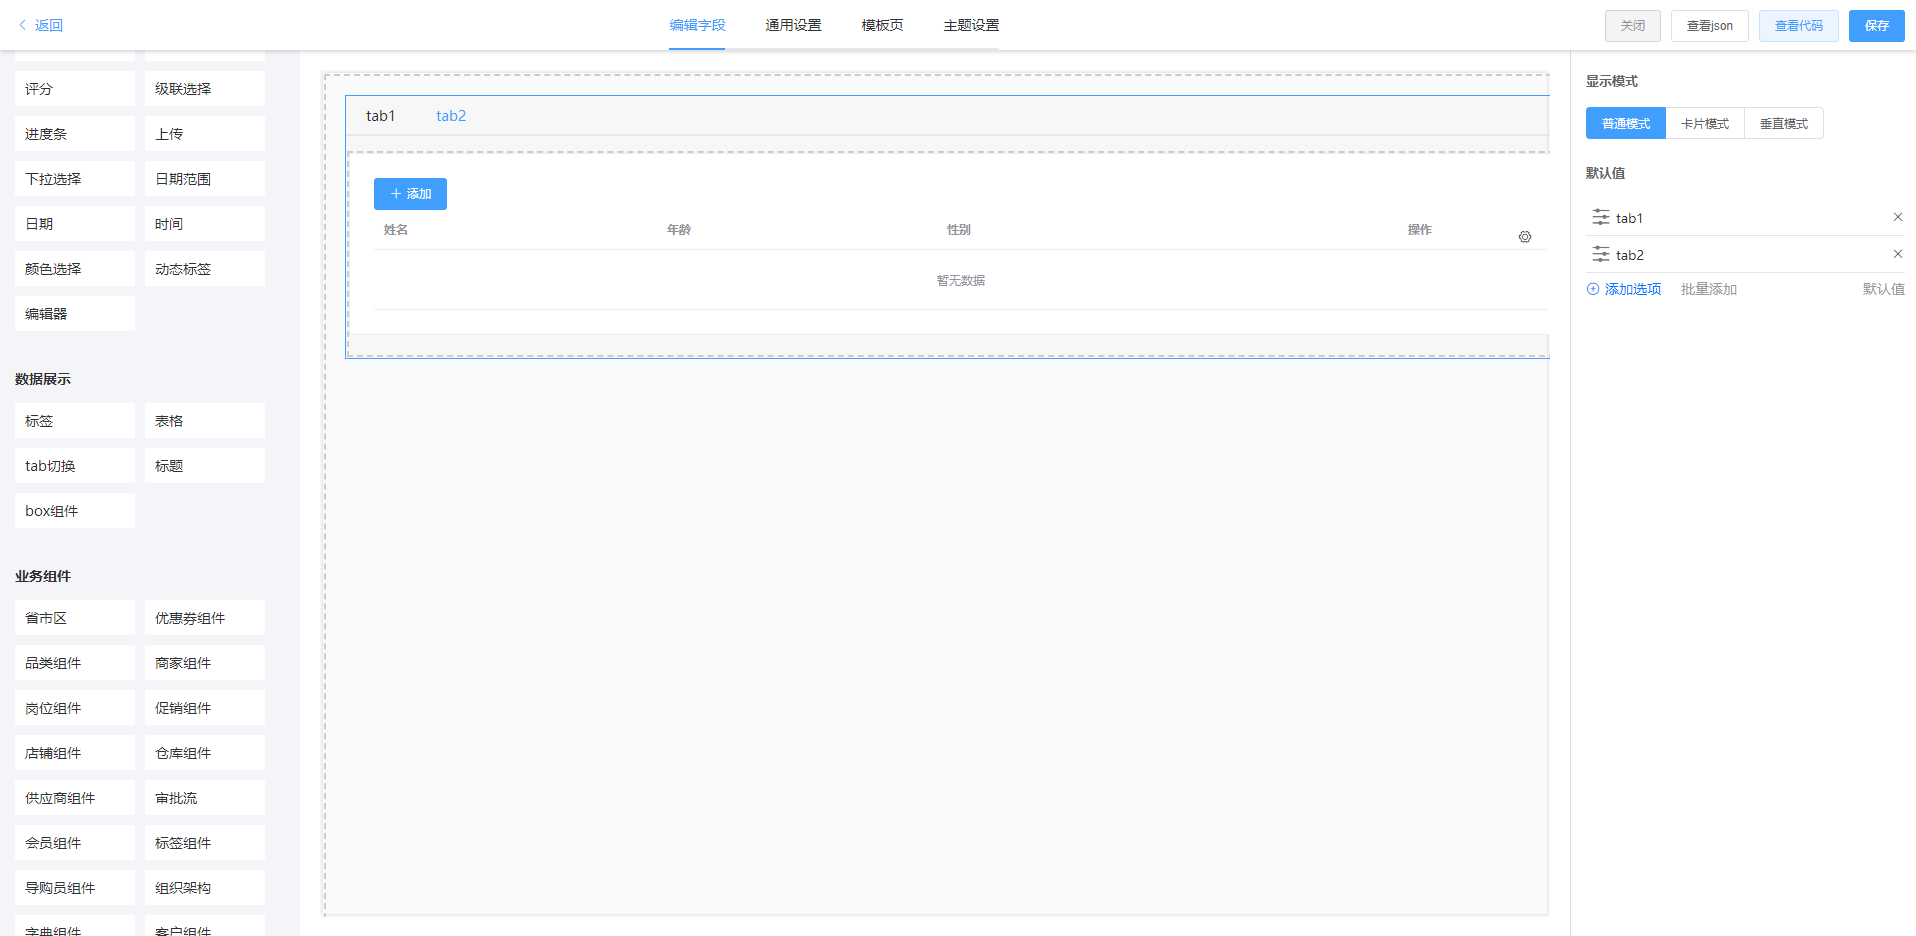 返回
编辑字段 通用设置 模板页 主题设置
关闭 查看json 查看代码 保存
评分 级联选择
进度条 上传
下拉选择 日期范围
日期 时间
颜色选择 动态标签
编辑器
数据展示
标签 表格
tab切换 标题
box组件
业务组件
省市区 优惠券组件
品类组件 商家组件
岗位组件 促销组件
店铺组件 仓库组件
供应商组件 审批流
会员组件 标签组件
导购员组件 组织架构
字典组件 客户组件
tab1 tab2
添加
姓名 年龄 性别 操作
暂无数据
显示模式
普通模式 卡片模式 垂直模式
默认值
tab1
tab2
添加选项 批量添加 默认值